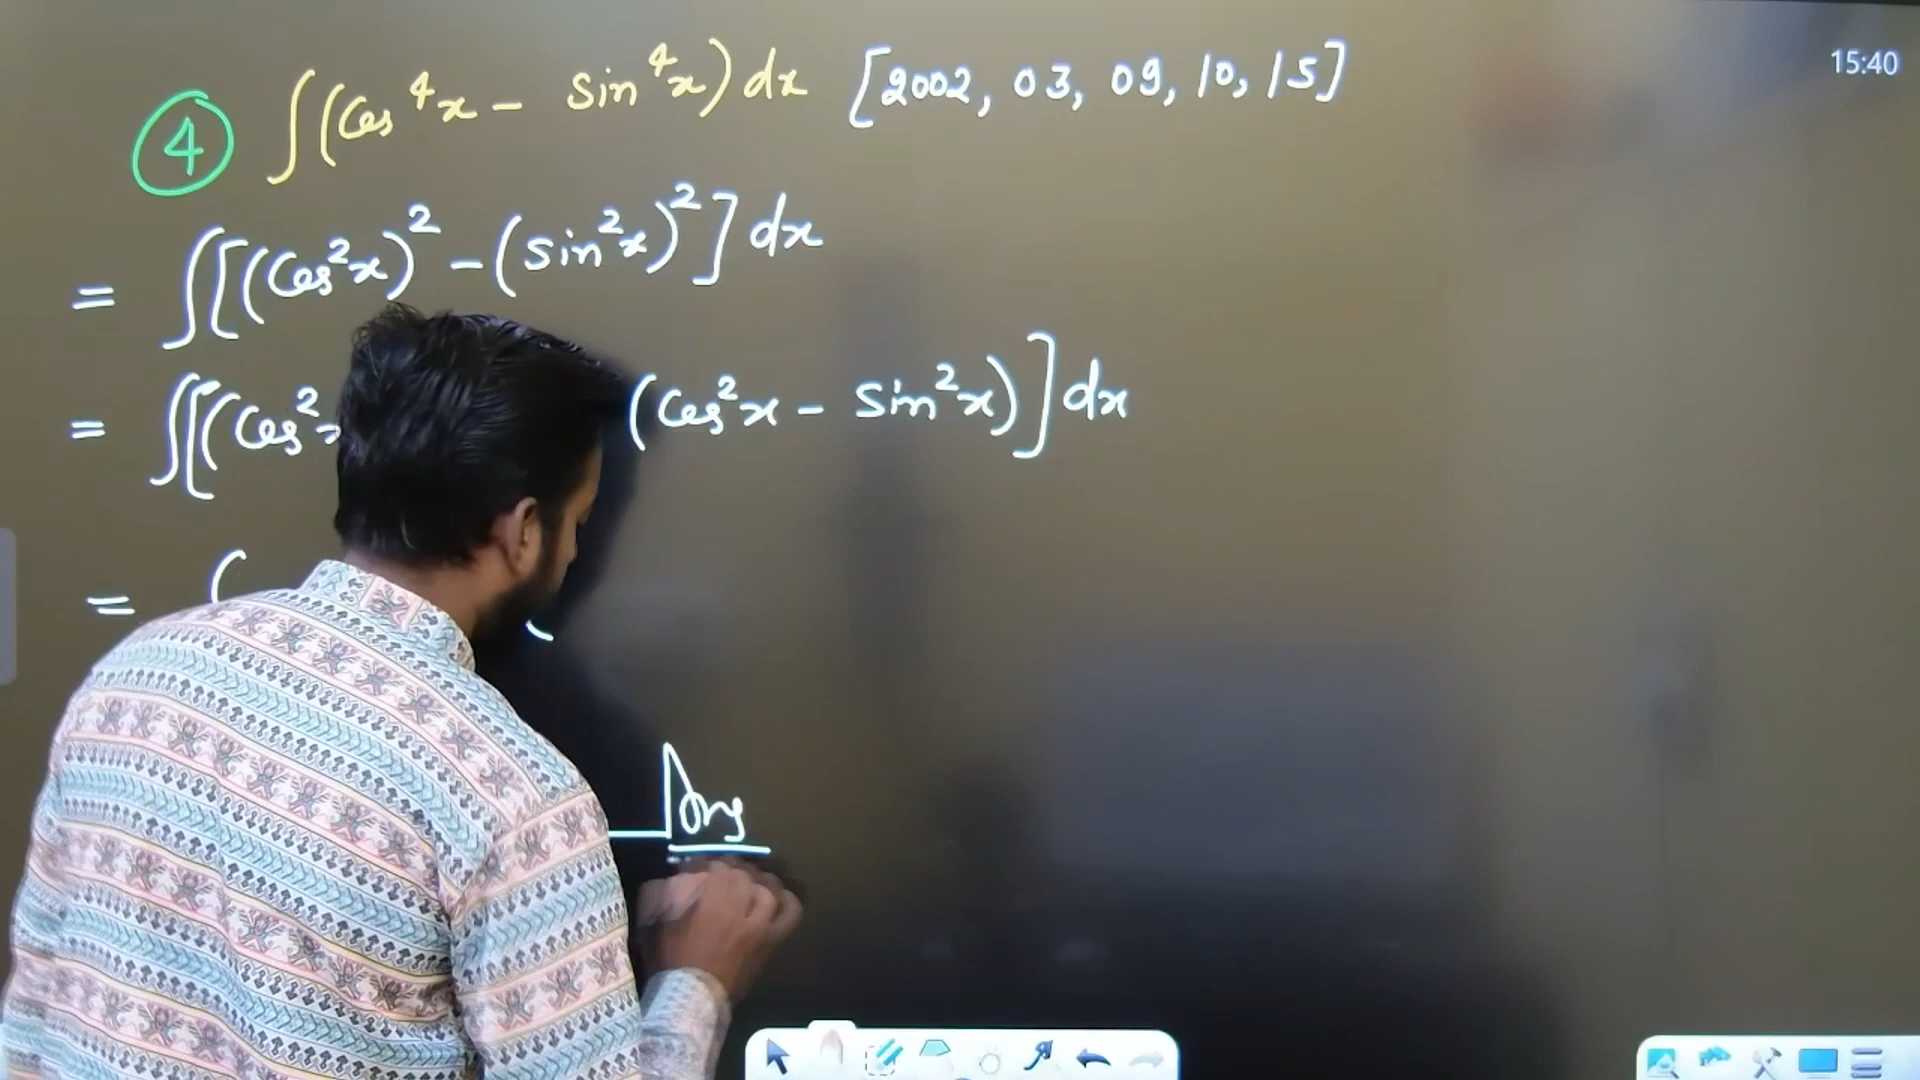 15:40
④ ∫(Cos⁴x - sin⁴x) dx [2002, 03, 09, 10, 15]
= ∫[(Cos²x)² - (sin²x)²] dx
= ∫[(Cos² (Cos²x - sin²x)] dx
= (
Ans